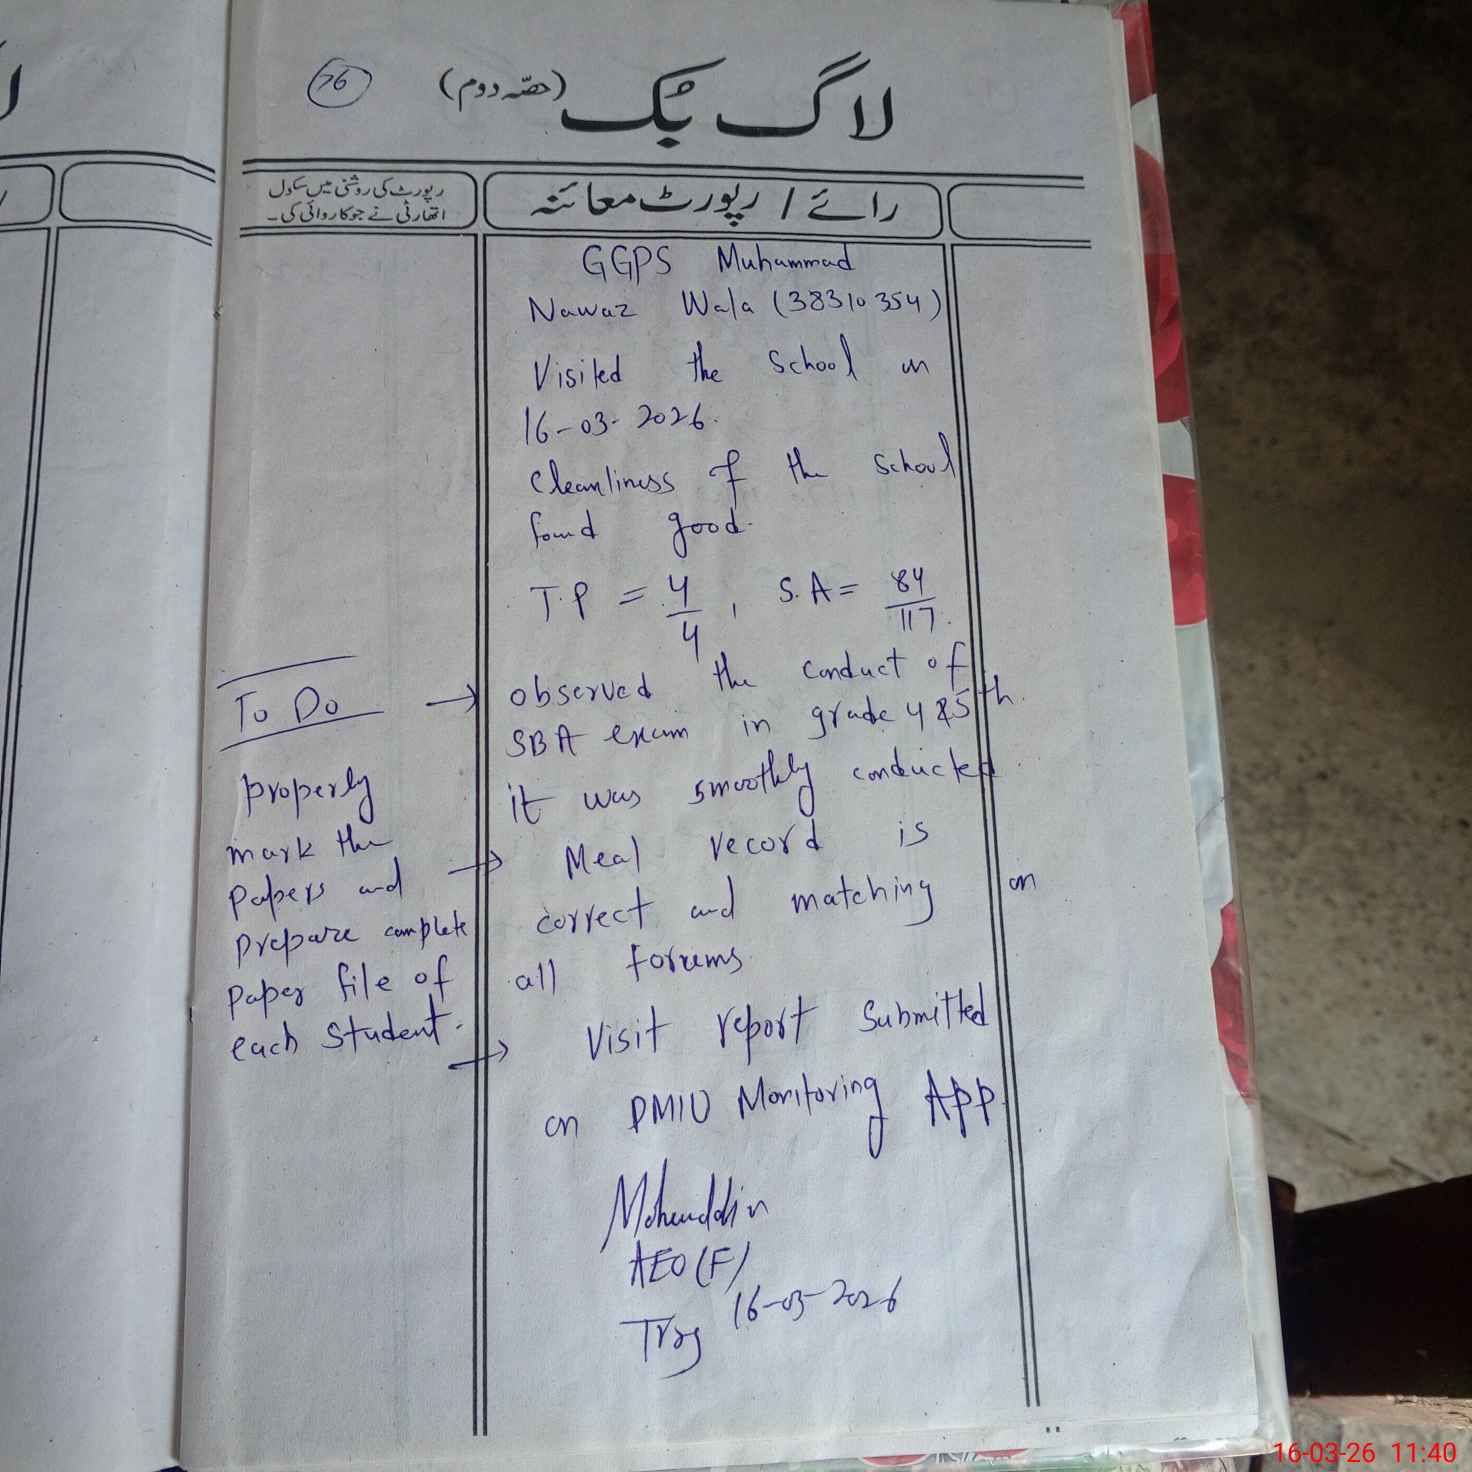 76
لاگ بک (حصّہ دوم)
رائے / رپورٹ معائنہ
رپورٹ کی روشنی میں سکول
اتھارٹی نے جو کاروائی کی۔
GGPS Muhammad
Nawaz Wala (38310354)
Visited the School on
16-03-2026.
Cleanliness of the School
found good.
T.P = 4/4, S.A = 84/117.
observed the conduct of
SBA exam in grade 4 & 5th.
it was smoothly conducted.
Meal record is
correct and matching on
all forums
Visit report Submitted
on PMIU Monitoring App.
AEO(F)
16-03-2026
To Do
properly
mark the
papers and
prepare complete
paper file of
each Student.
16-03-26 11:40